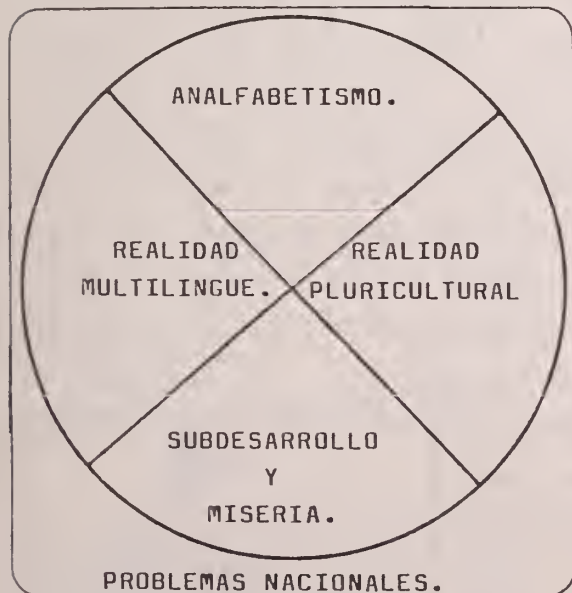 ANALFABETISMO.
REALIDAD
MULTILINGUE.
REALIDAD
PLURICULTURAL
SUBDESARROLLO
Y
MISERIA.
PROBLEMAS NACIONALES.